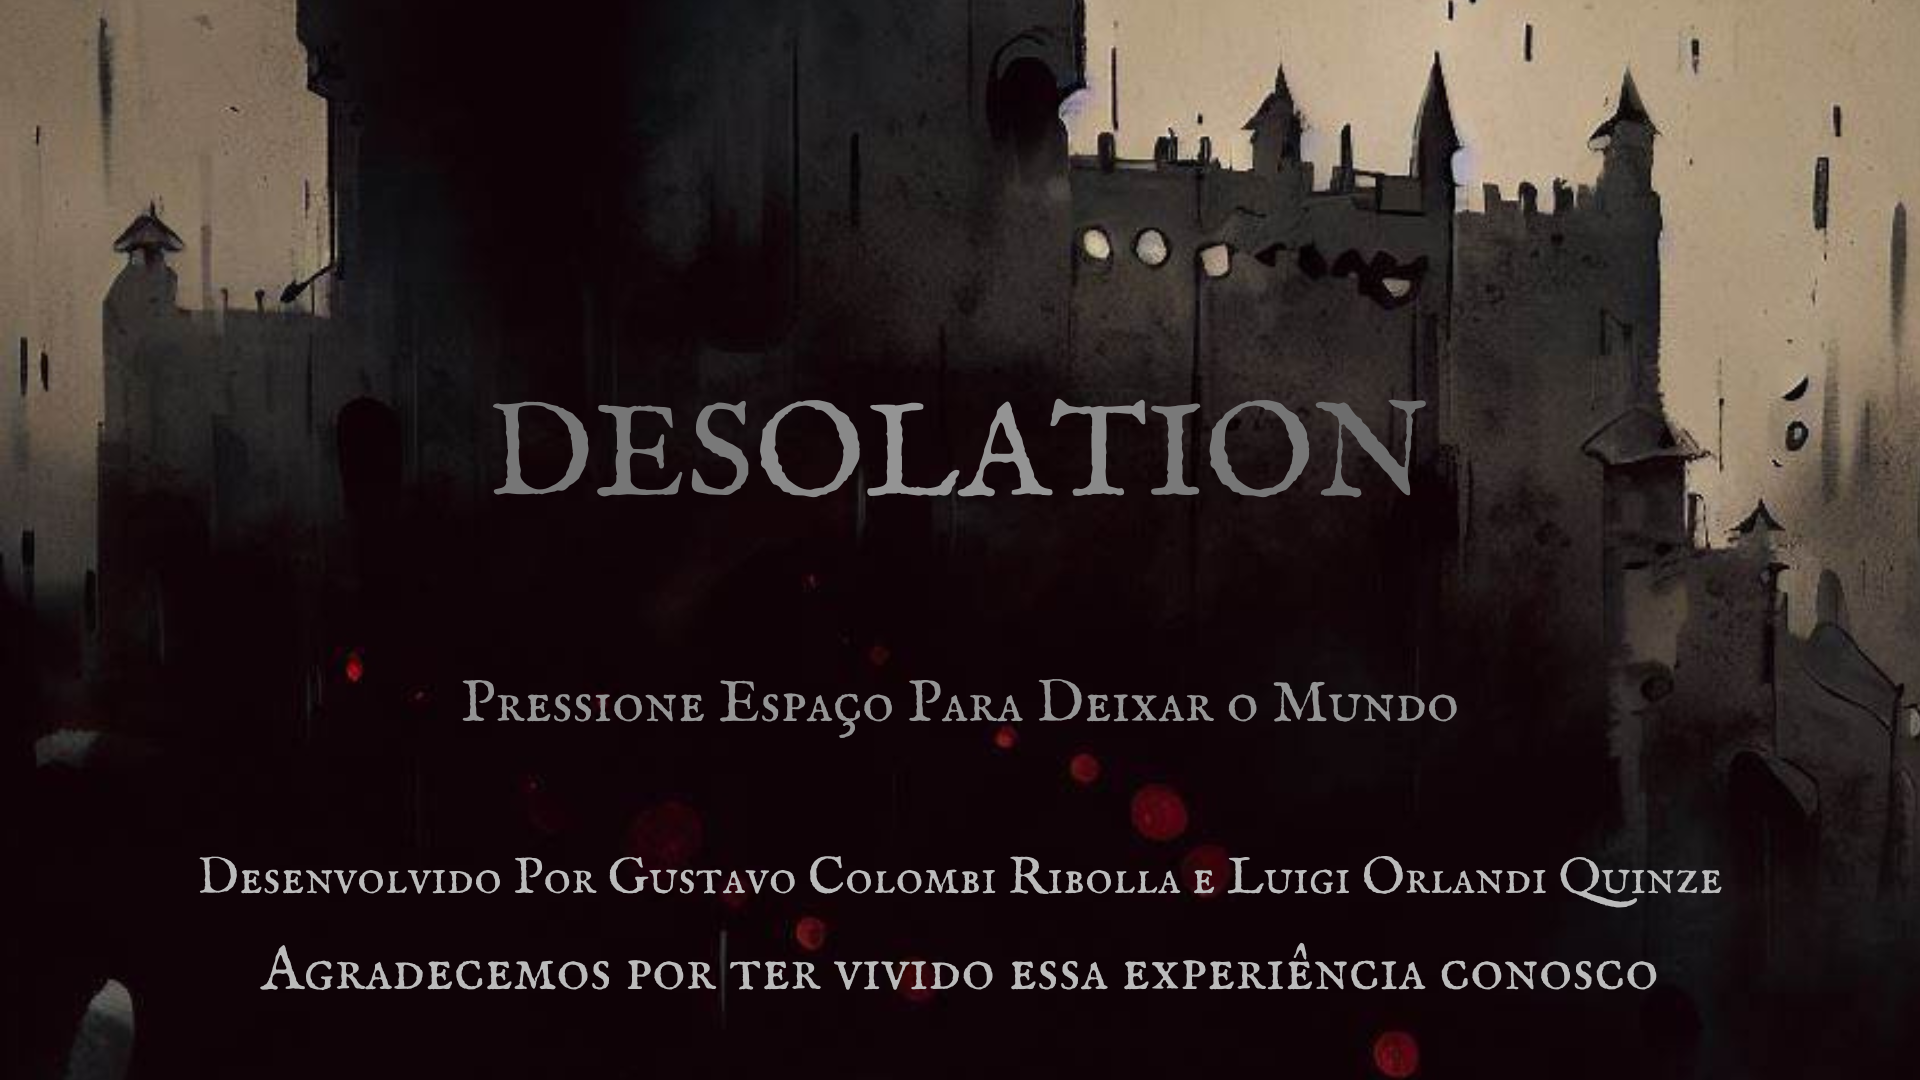 DESOLATION
Pressione Espaço Para Deixar o Mundo
Desenvolvido Por Gustavo Colombi Ribolla e Luigi Orlandi Quinze
Agradecemos por ter vivido essa experiência conosco